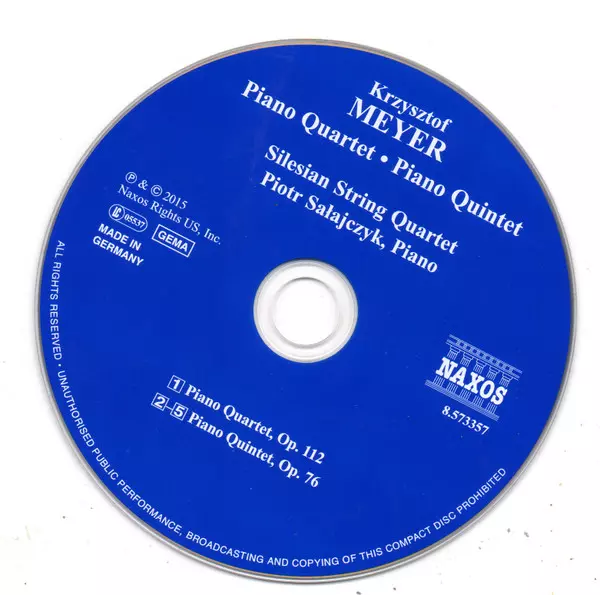 Krzysztof
MEYER
Piano Quartet • Piano Quintet
Silesian String Quartet
Piotr Sałajczyk, Piano
℗ & © 2015
Naxos Rights US, Inc.
LC
05537
GEMA
MADE IN
GERMANY
NAXOS
8.573357
1 Piano Quartet, Op. 112
2–5 Piano Quintet, Op. 76
ALL RIGHTS RESERVED • UNAUTHORISED PUBLIC PERFORMANCE, BROADCASTING AND COPYING OF THIS COMPACT DISC PROHIBITED